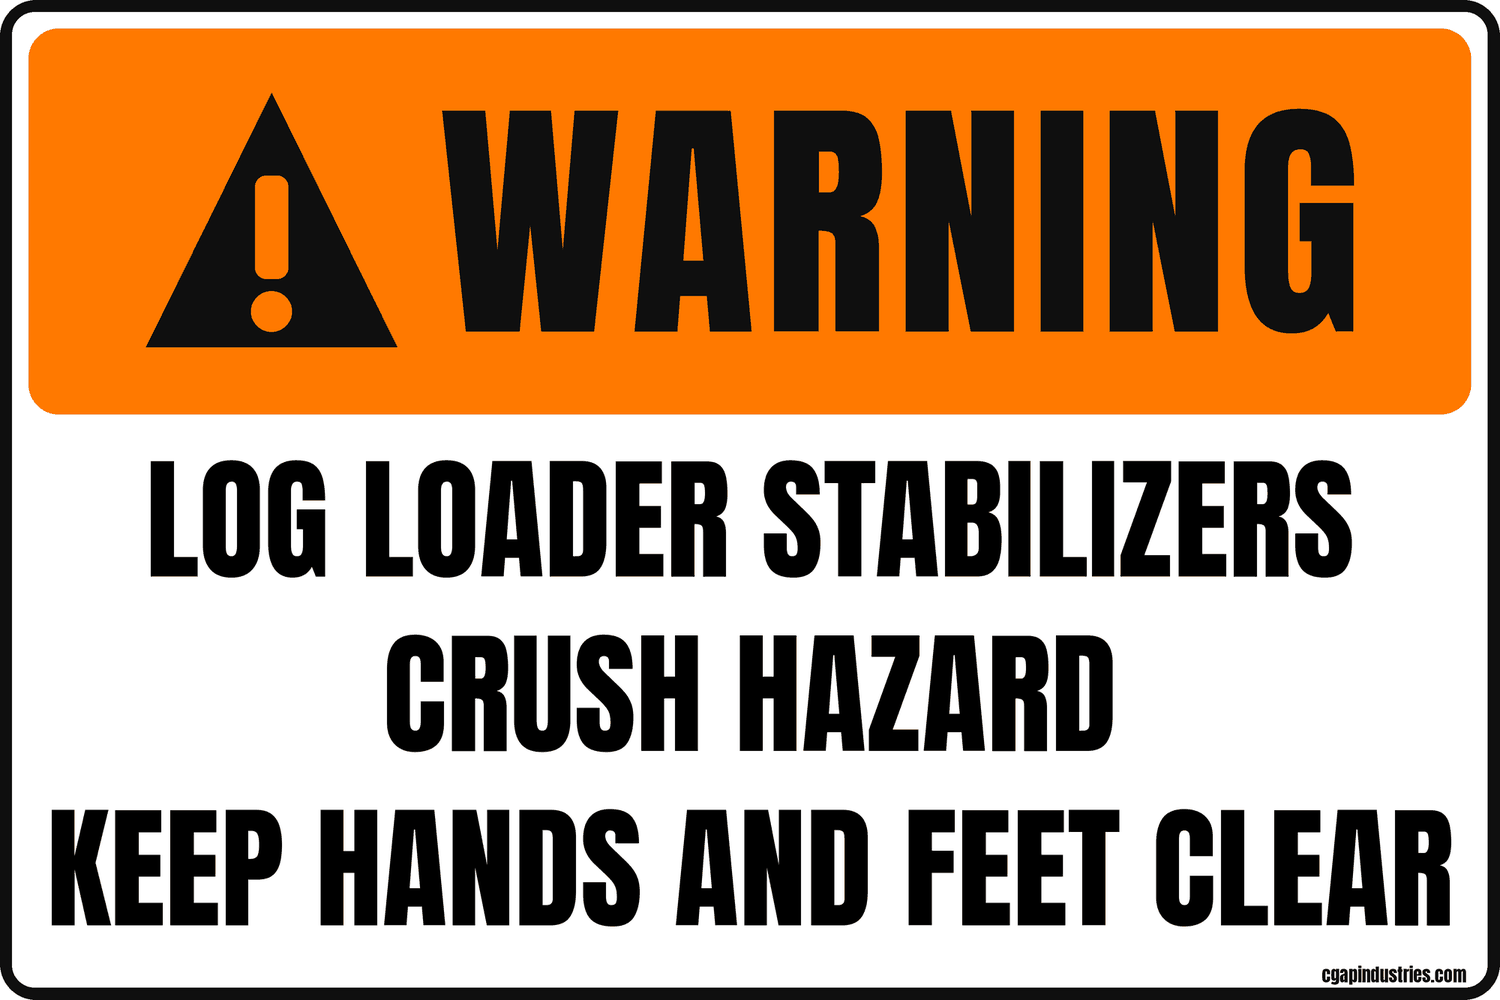 WARNING
LOG LOADER STABILIZERS
CRUSH HAZARD
KEEP HANDS AND FEET CLEAR
cgapindustries.com